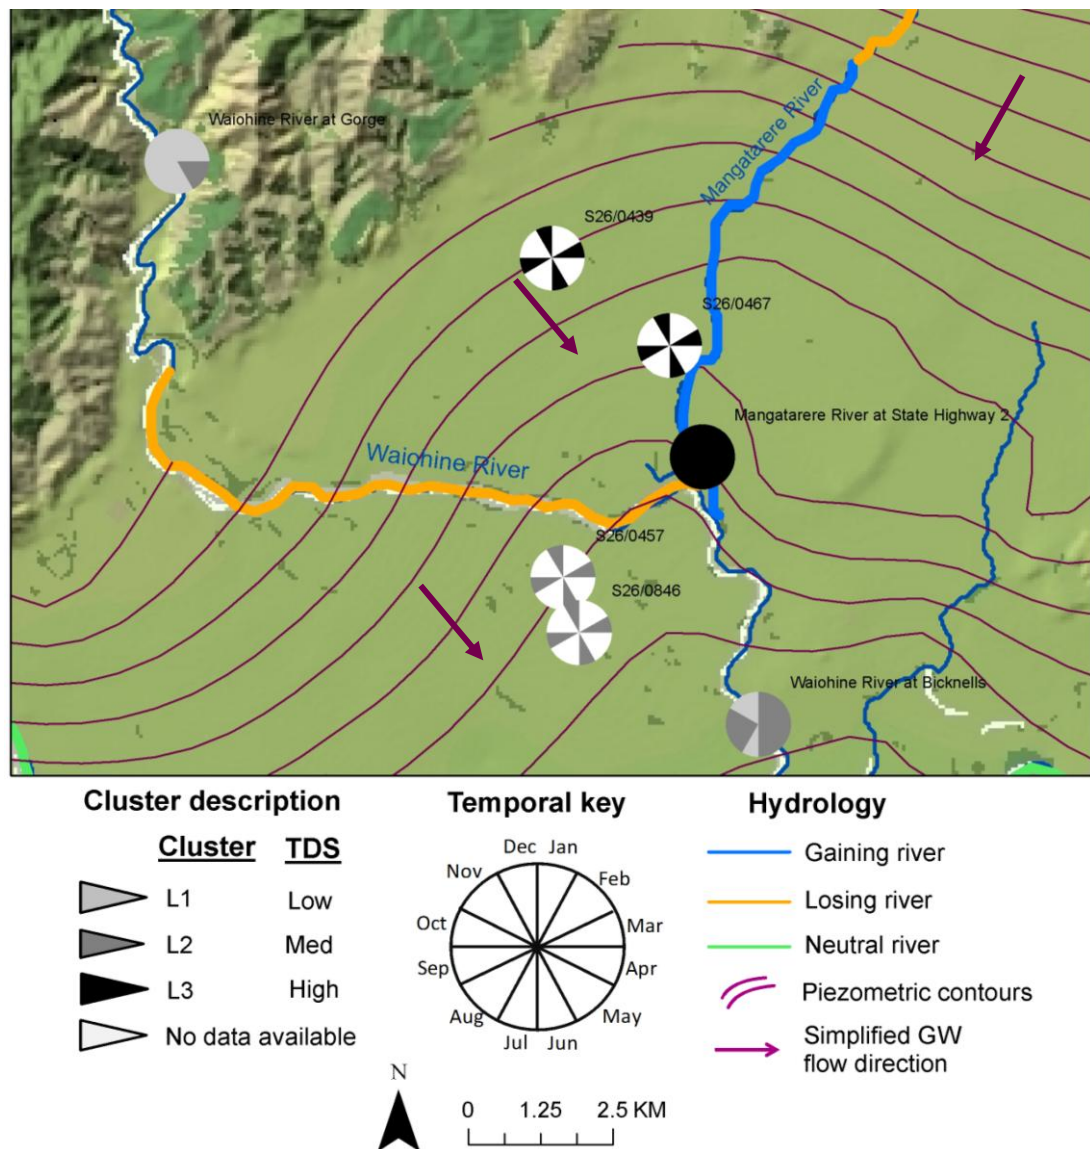 Waiohine River at Gorge
Mangatarere River
S26/0439
S26/0467
Mangatarere River at State Highway 2
Waiohine River
S26/0457
S26/0846
Waiohine River at Bicknells
Cluster description
Cluster TDS
L1 Low
L2 Med
L3 High
No data available
Temporal key
Dec Jan
Nov Feb
Oct Mar
Sep Apr
Aug May
Jul Jun
N
0 1.25 2.5 KM
Hydrology
Gaining river
Losing river
Neutral river
Piezometric contours
Simplified GW
flow direction